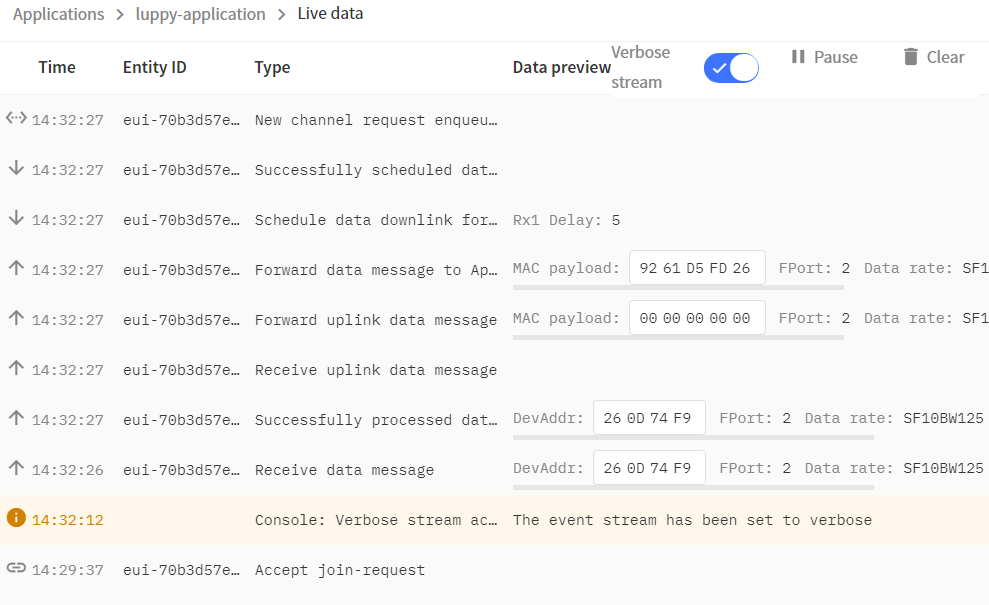 Applications > luppy-application > Live data
Time Entity ID Type Data preview Verbose stream Pause Clear
14:32:27 eui-70b3d57e… New channel request enqueu…
14:32:27 eui-70b3d57e… Successfully scheduled dat…
14:32:27 eui-70b3d57e… Schedule data downlink for… Rx1 Delay: 5
14:32:27 eui-70b3d57e… Forward data message to Ap… MAC payload: 92 61 D5 FD 26 FPort: 2 Data rate: SF1
14:32:27 eui-70b3d57e… Forward uplink data message MAC payload: 00 00 00 00 00 FPort: 2 Data rate: SF1
14:32:27 eui-70b3d57e… Receive uplink data message
14:32:27 eui-70b3d57e… Successfully processed dat… DevAddr: 26 0D 74 F9 FPort: 2 Data rate: SF10BW125
14:32:26 eui-70b3d57e… Receive data message DevAddr: 26 0D 74 F9 FPort: 2 Data rate: SF10BW125
14:32:12 Console: Verbose stream ac… The event stream has been set to verbose
14:29:37 eui-70b3d57e… Accept join-request